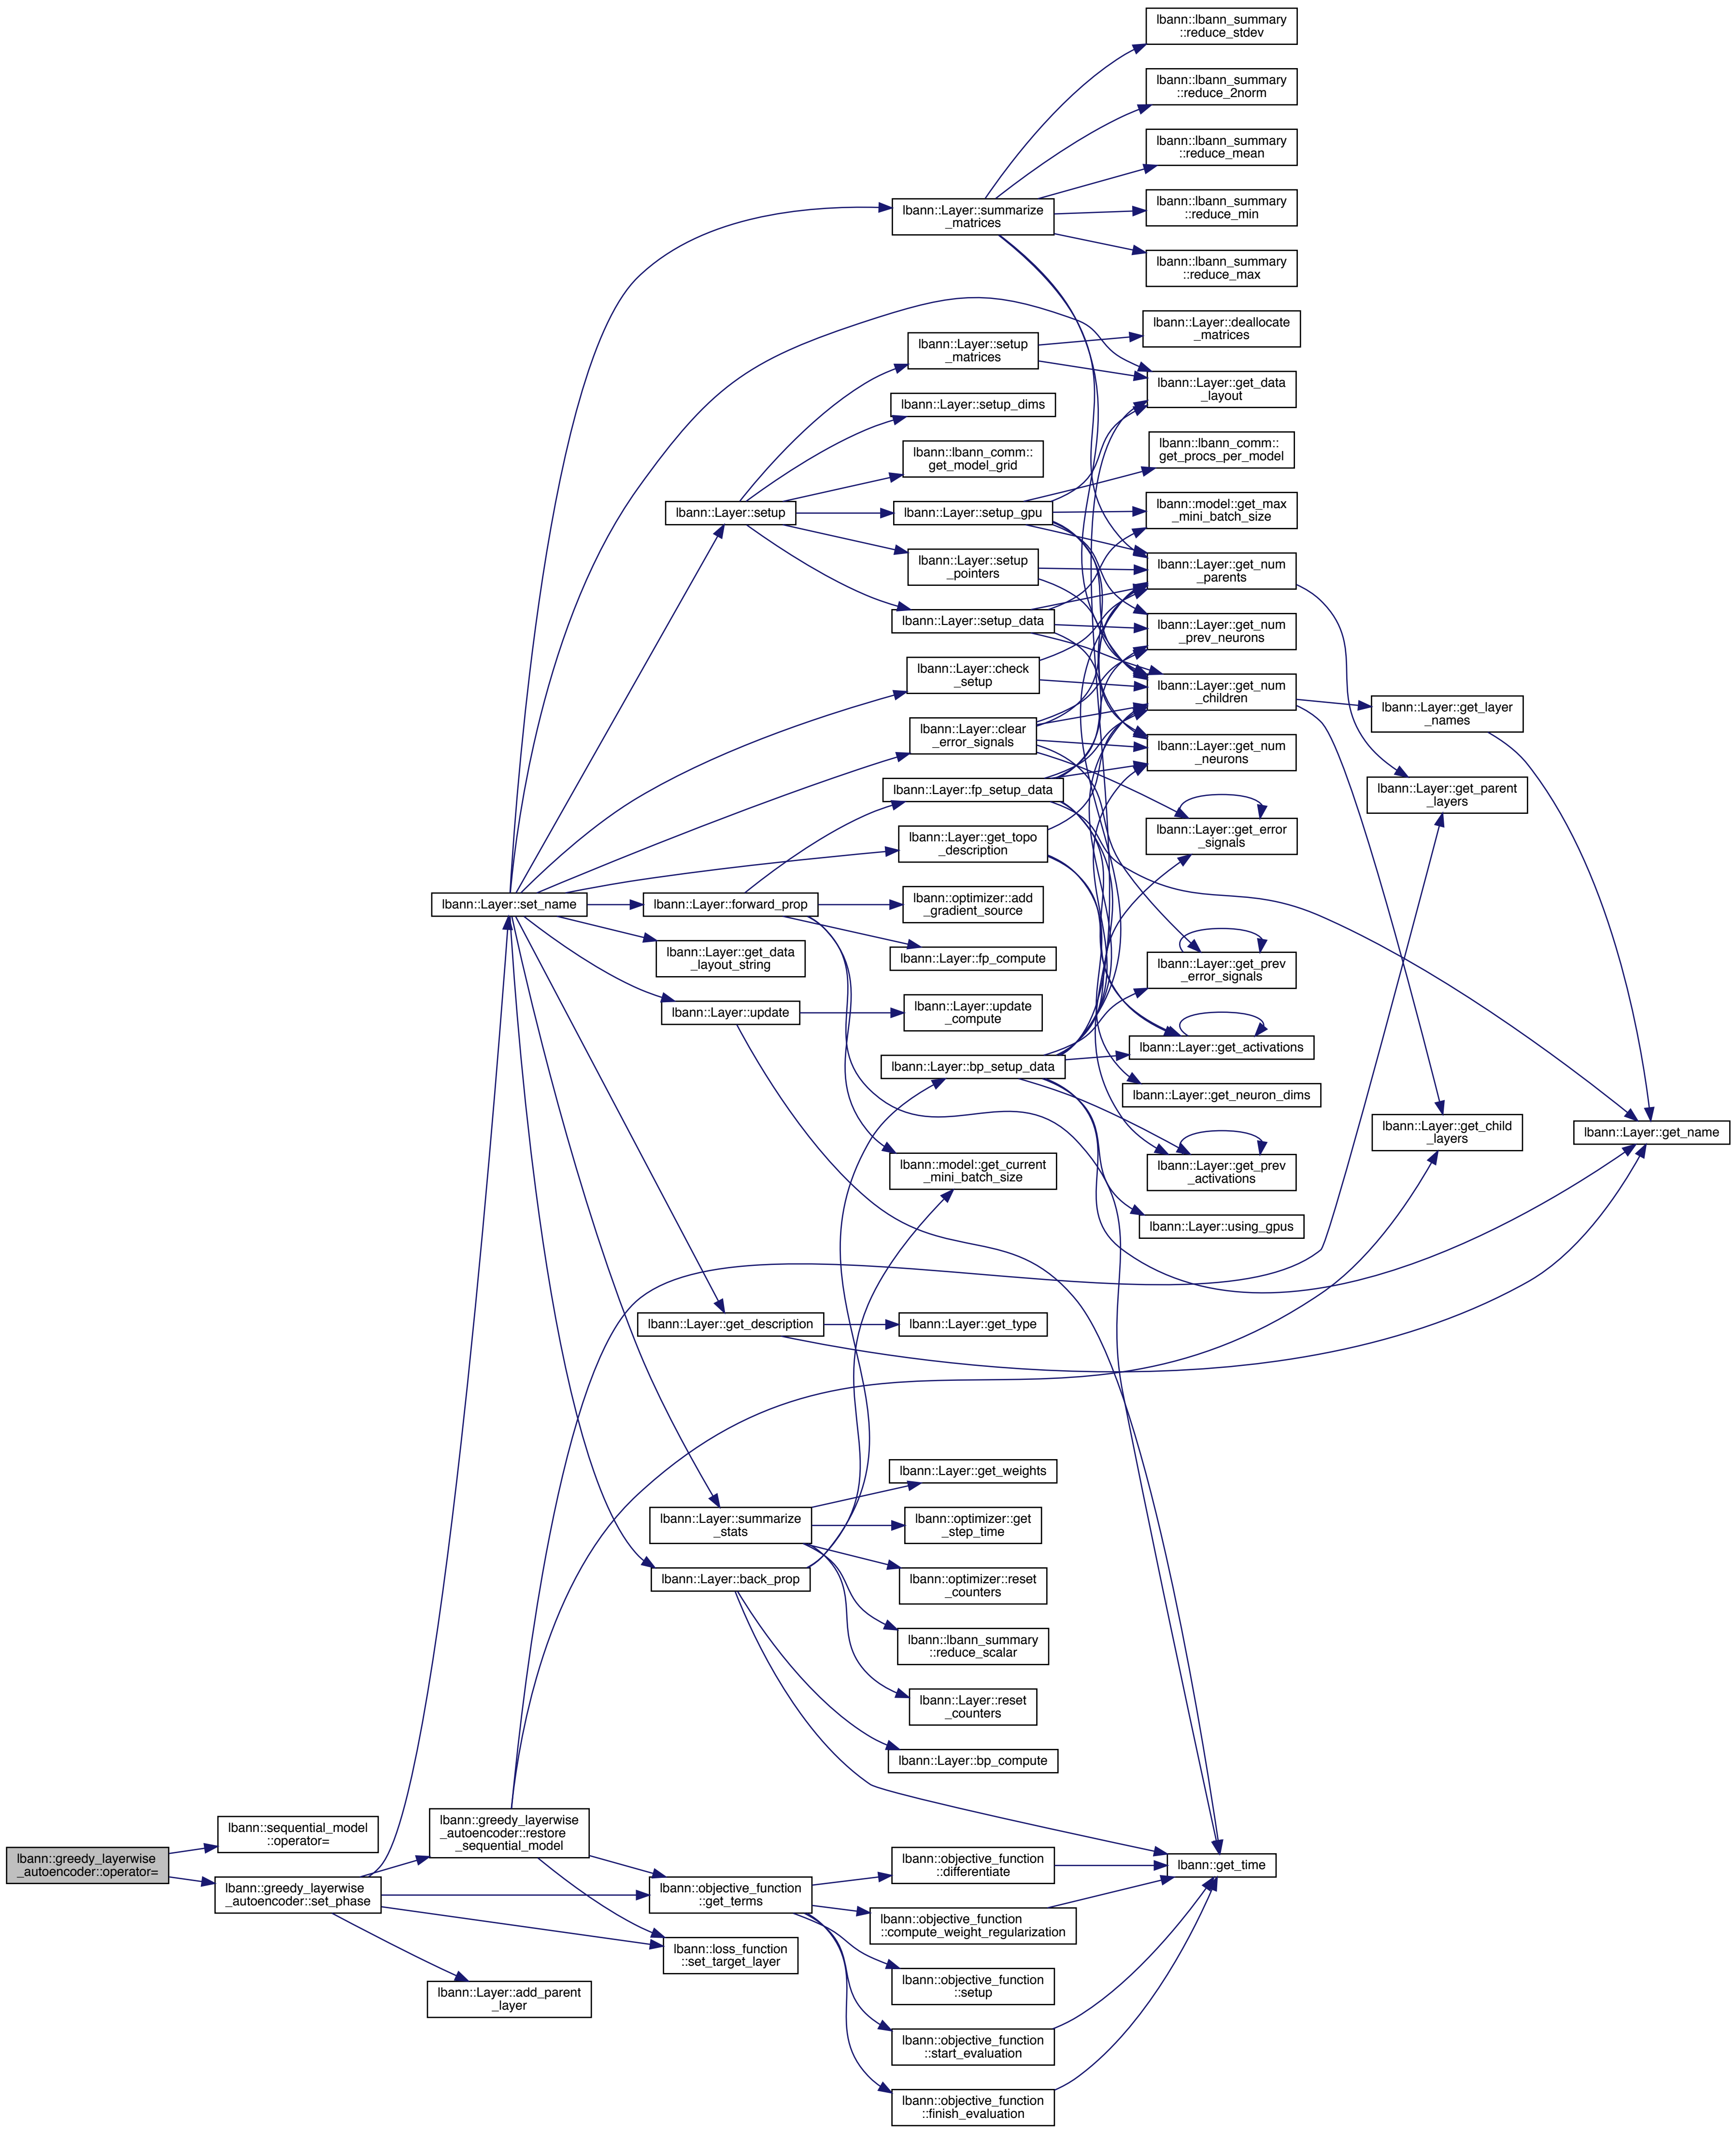 lbann::lbann_summary
::reduce_stdev
lbann::lbann_summary
::reduce_2norm
lbann::lbann_summary
::reduce_mean
lbann::lbann_summary
::reduce_min
lbann::lbann_summary
::reduce_max
lbann::Layer::summarize
_matrices
lbann::Layer::deallocate
_matrices
lbann::Layer::setup
_matrices
lbann::Layer::get_data
_layout
lbann::Layer::setup_dims
lbann::lbann_comm::
get_procs_per_model
lbann::lbann_comm::
get_model_grid
lbann::Layer::setup
lbann::Layer::setup_gpu
lbann::model::get_max
_mini_batch_size
lbann::Layer::setup
_pointers
lbann::Layer::get_num
_parents
lbann::Layer::setup_data
lbann::Layer::get_num
_prev_neurons
lbann::Layer::check
_setup
lbann::Layer::get_num
_children
lbann::Layer::get_layer
_names
lbann::Layer::clear
_error_signals
lbann::Layer::get_num
_neurons
lbann::Layer::fp_setup_data
lbann::Layer::get_parent
_layers
lbann::Layer::get_topo
_description
lbann::Layer::get_error
_signals
lbann::Layer::set_name
lbann::Layer::forward_prop
lbann::optimizer::add
_gradient_source
lbann::Layer::get_data
_layout_string
lbann::Layer::fp_compute
lbann::Layer::get_prev
_error_signals
lbann::Layer::update
lbann::Layer::update
_compute
lbann::Layer::get_activations
lbann::Layer::bp_setup_data
lbann::Layer::get_neuron_dims
lbann::Layer::get_child
_layers
lbann::Layer::get_name
lbann::model::get_current
_mini_batch_size
lbann::Layer::get_prev
_activations
lbann::Layer::using_gpus
lbann::Layer::get_description
lbann::Layer::get_type
lbann::Layer::get_weights
lbann::Layer::summarize
_stats
lbann::optimizer::get
_step_time
lbann::Layer::back_prop
lbann::optimizer::reset
_counters
lbann::lbann_summary
::reduce_scalar
lbann::Layer::reset
_counters
lbann::Layer::bp_compute
lbann::greedy_layerwise
_autoencoder::operator=
lbann::sequential_model
::operator=
lbann::greedy_layerwise
_autoencoder::set_phase
lbann::greedy_layerwise
_autoencoder::restore
_sequential_model
lbann::objective_function
::get_terms
lbann::objective_function
::differentiate
lbann::get_time
lbann::objective_function
::compute_weight_regularization
lbann::loss_function
::set_target_layer
lbann::Layer::add_parent
_layer
lbann::objective_function
::setup
lbann::objective_function
::start_evaluation
lbann::objective_function
::finish_evaluation